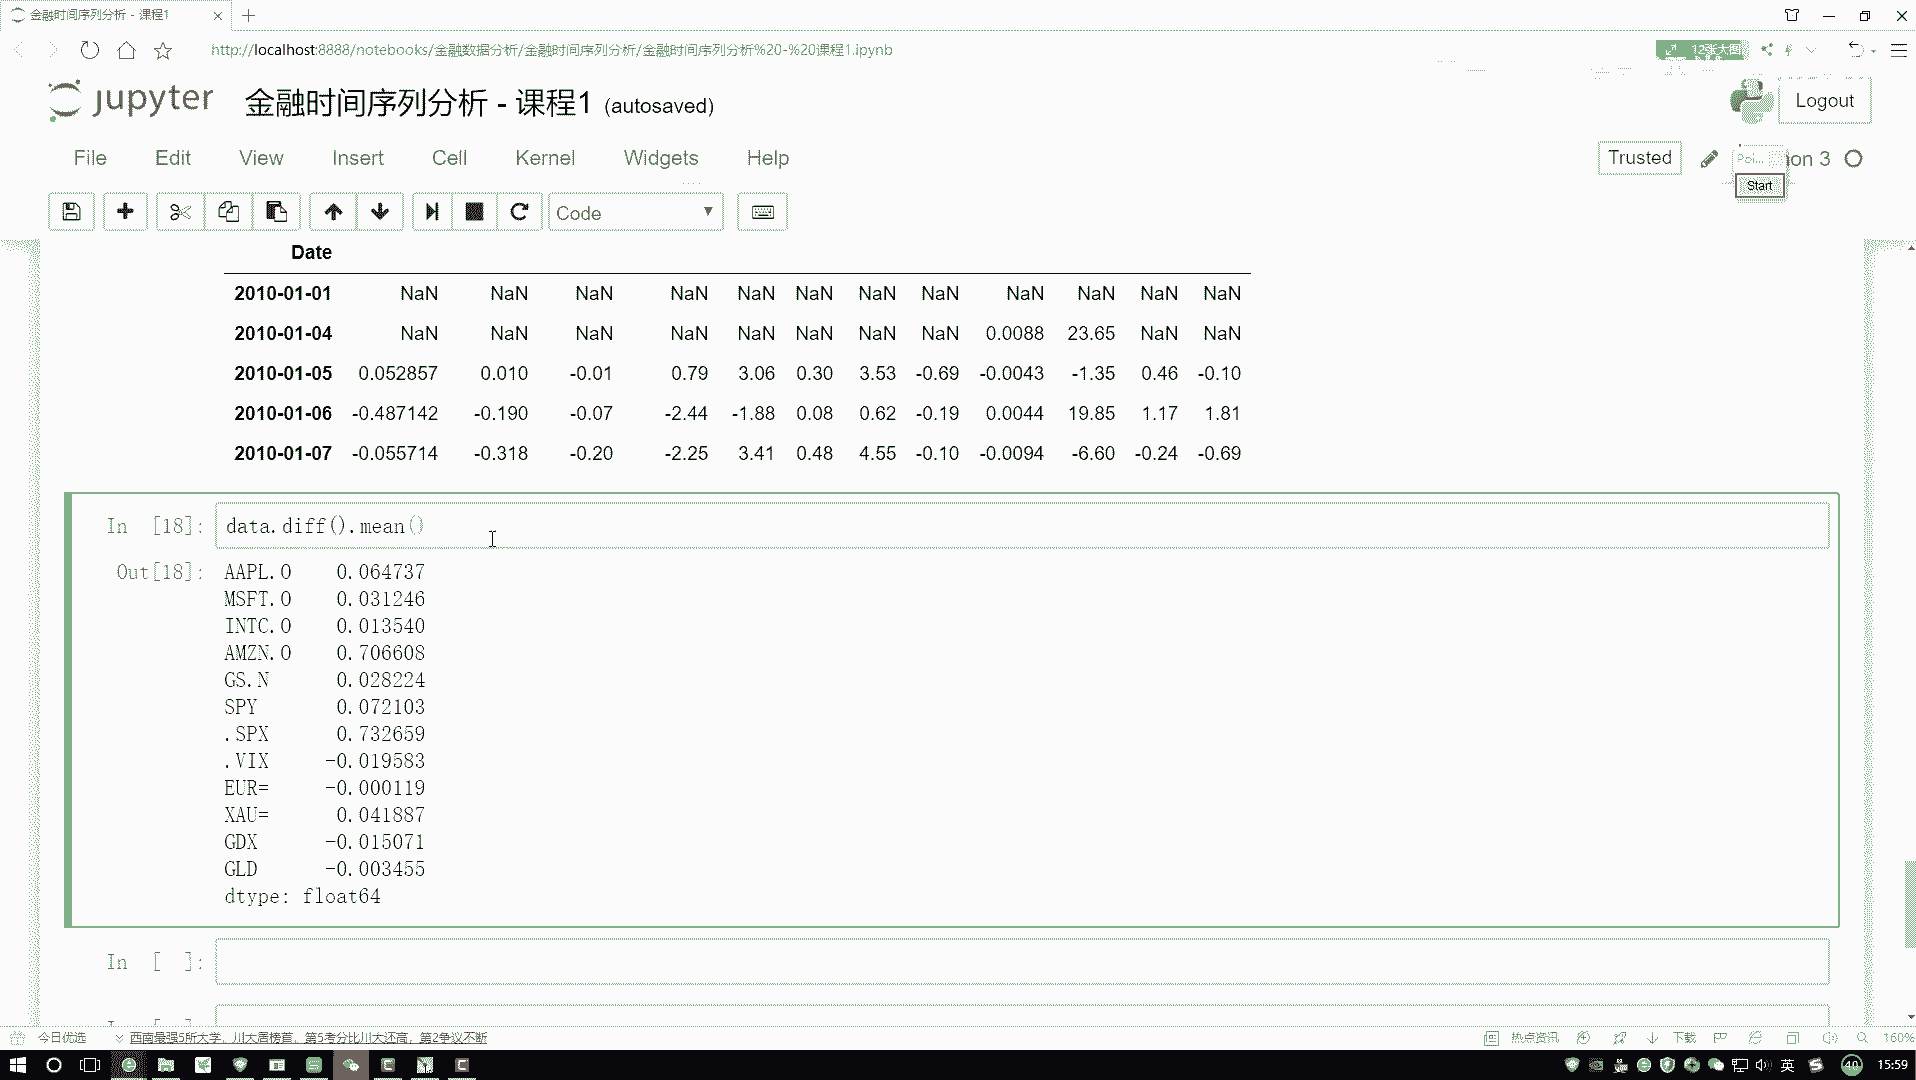 金融时间序列分析 - 课程1
http://localhost:8888/notebooks/金融数据分析/金融时间序列分析/金融时间序列分析%20-%20课程1.ipynb
12张大图
jupyter 金融时间序列分析 - 课程1 (autosaved)
Logout
File Edit View Insert Cell Kernel Widgets Help
Trusted
Poi... on 3
Start
Code
Date
2010-01-01 NaN NaN NaN NaN NaN NaN NaN NaN NaN NaN NaN NaN
2010-01-04 NaN NaN NaN NaN NaN NaN NaN NaN 0.0088 23.65 NaN NaN
2010-01-05 0.052857 0.010 -0.01 0.79 3.06 0.30 3.53 -0.69 -0.0043 -1.35 0.46 -0.10
2010-01-06 -0.487142 -0.190 -0.07 -2.44 -1.88 0.08 0.62 -0.19 0.0044 19.85 1.17 1.81
2010-01-07 -0.055714 -0.318 -0.20 -2.25 3.41 0.48 4.55 -0.10 -0.0094 -6.60 -0.24 -0.69
In [18]: data.diff().mean()
Out[18]: AAPL.O 0.064737
MSFT.O 0.031246
INTC.O 0.013540
AMZN.O 0.706608
GS.N 0.028224
SPY 0.072103
.SPX 0.732659
.VIX -0.019583
EUR= -0.000119
XAU= 0.041887
GDX -0.015071
GLD -0.003455
dtype: float64
In [ ]:
今日优选 西南最强5所大学，川大居榜首，第5考分比川大还高，第2争议不断 热点资讯 下载 160%
英 40 15:59